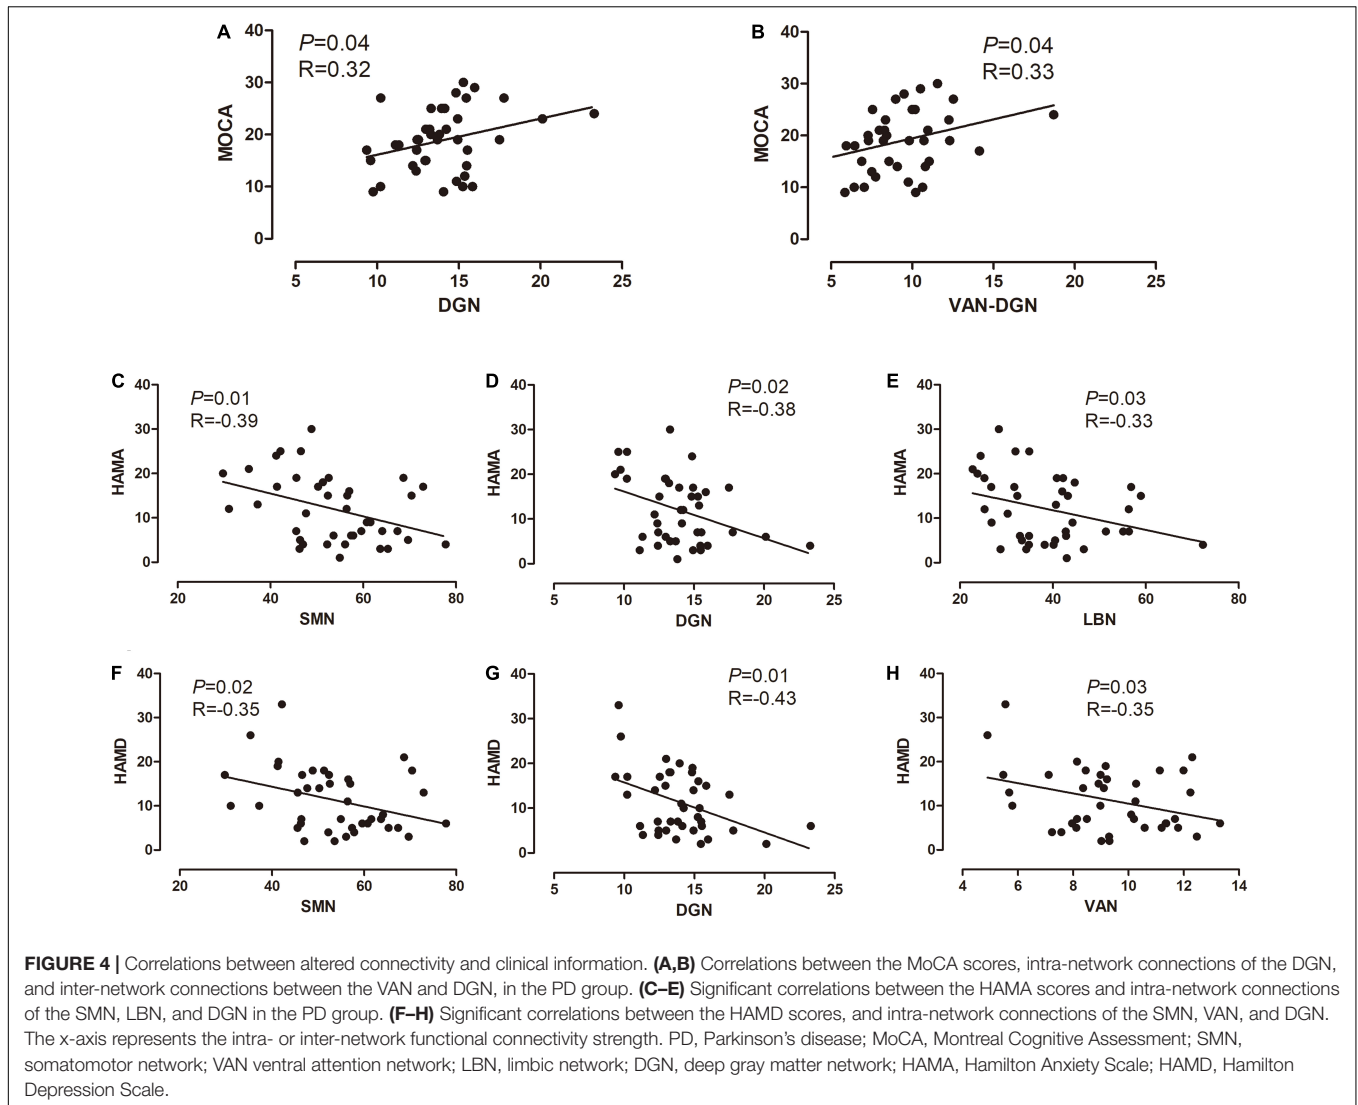 A
P=0.04
R=0.32
MOCA
40
30
20
10
0
5 10 15 20 25
DGN
B
P=0.04
R=0.33
MOCA
40
30
20
10
0
5 10 15 20 25
VAN-DGN
C
P=0.01
R=-0.39
HAMA
40
30
20
10
0
20 40 60 80
SMN
D
P=0.02
R=-0.38
HAMA
40
30
20
10
0
5 10 15 20 25
DGN
E
P=0.03
R=-0.33
HAMA
40
30
20
10
0
20 40 60 80
LBN
F
P=0.02
R=-0.35
HAMD
40
30
20
10
0
20 40 60 80
SMN
G
P=0.01
R=-0.43
HAMD
40
30
20
10
0
5 10 15 20 25
DGN
H
P=0.03
R=-0.35
HAMD
40
30
20
10
0
4 6 8 10 12 14
VAN
FIGURE 4 | Correlations between altered connectivity and clinical information. (A,B) Correlations between the MoCA scores, intra-network connections of the DGN,
and inter-network connections between the VAN and DGN, in the PD group. (C–E) Significant correlations between the HAMA scores and intra-network connections
of the SMN, LBN, and DGN in the PD group. (F–H) Significant correlations between the HAMD scores, and intra-network connections of the SMN, VAN, and DGN.
The x-axis represents the intra- or inter-network functional connectivity strength. PD, Parkinson's disease; MoCA, Montreal Cognitive Assessment; SMN,
somatomotor network; VAN ventral attention network; LBN, limbic network; DGN, deep gray matter network; HAMA, Hamilton Anxiety Scale; HAMD, Hamilton
Depression Scale.